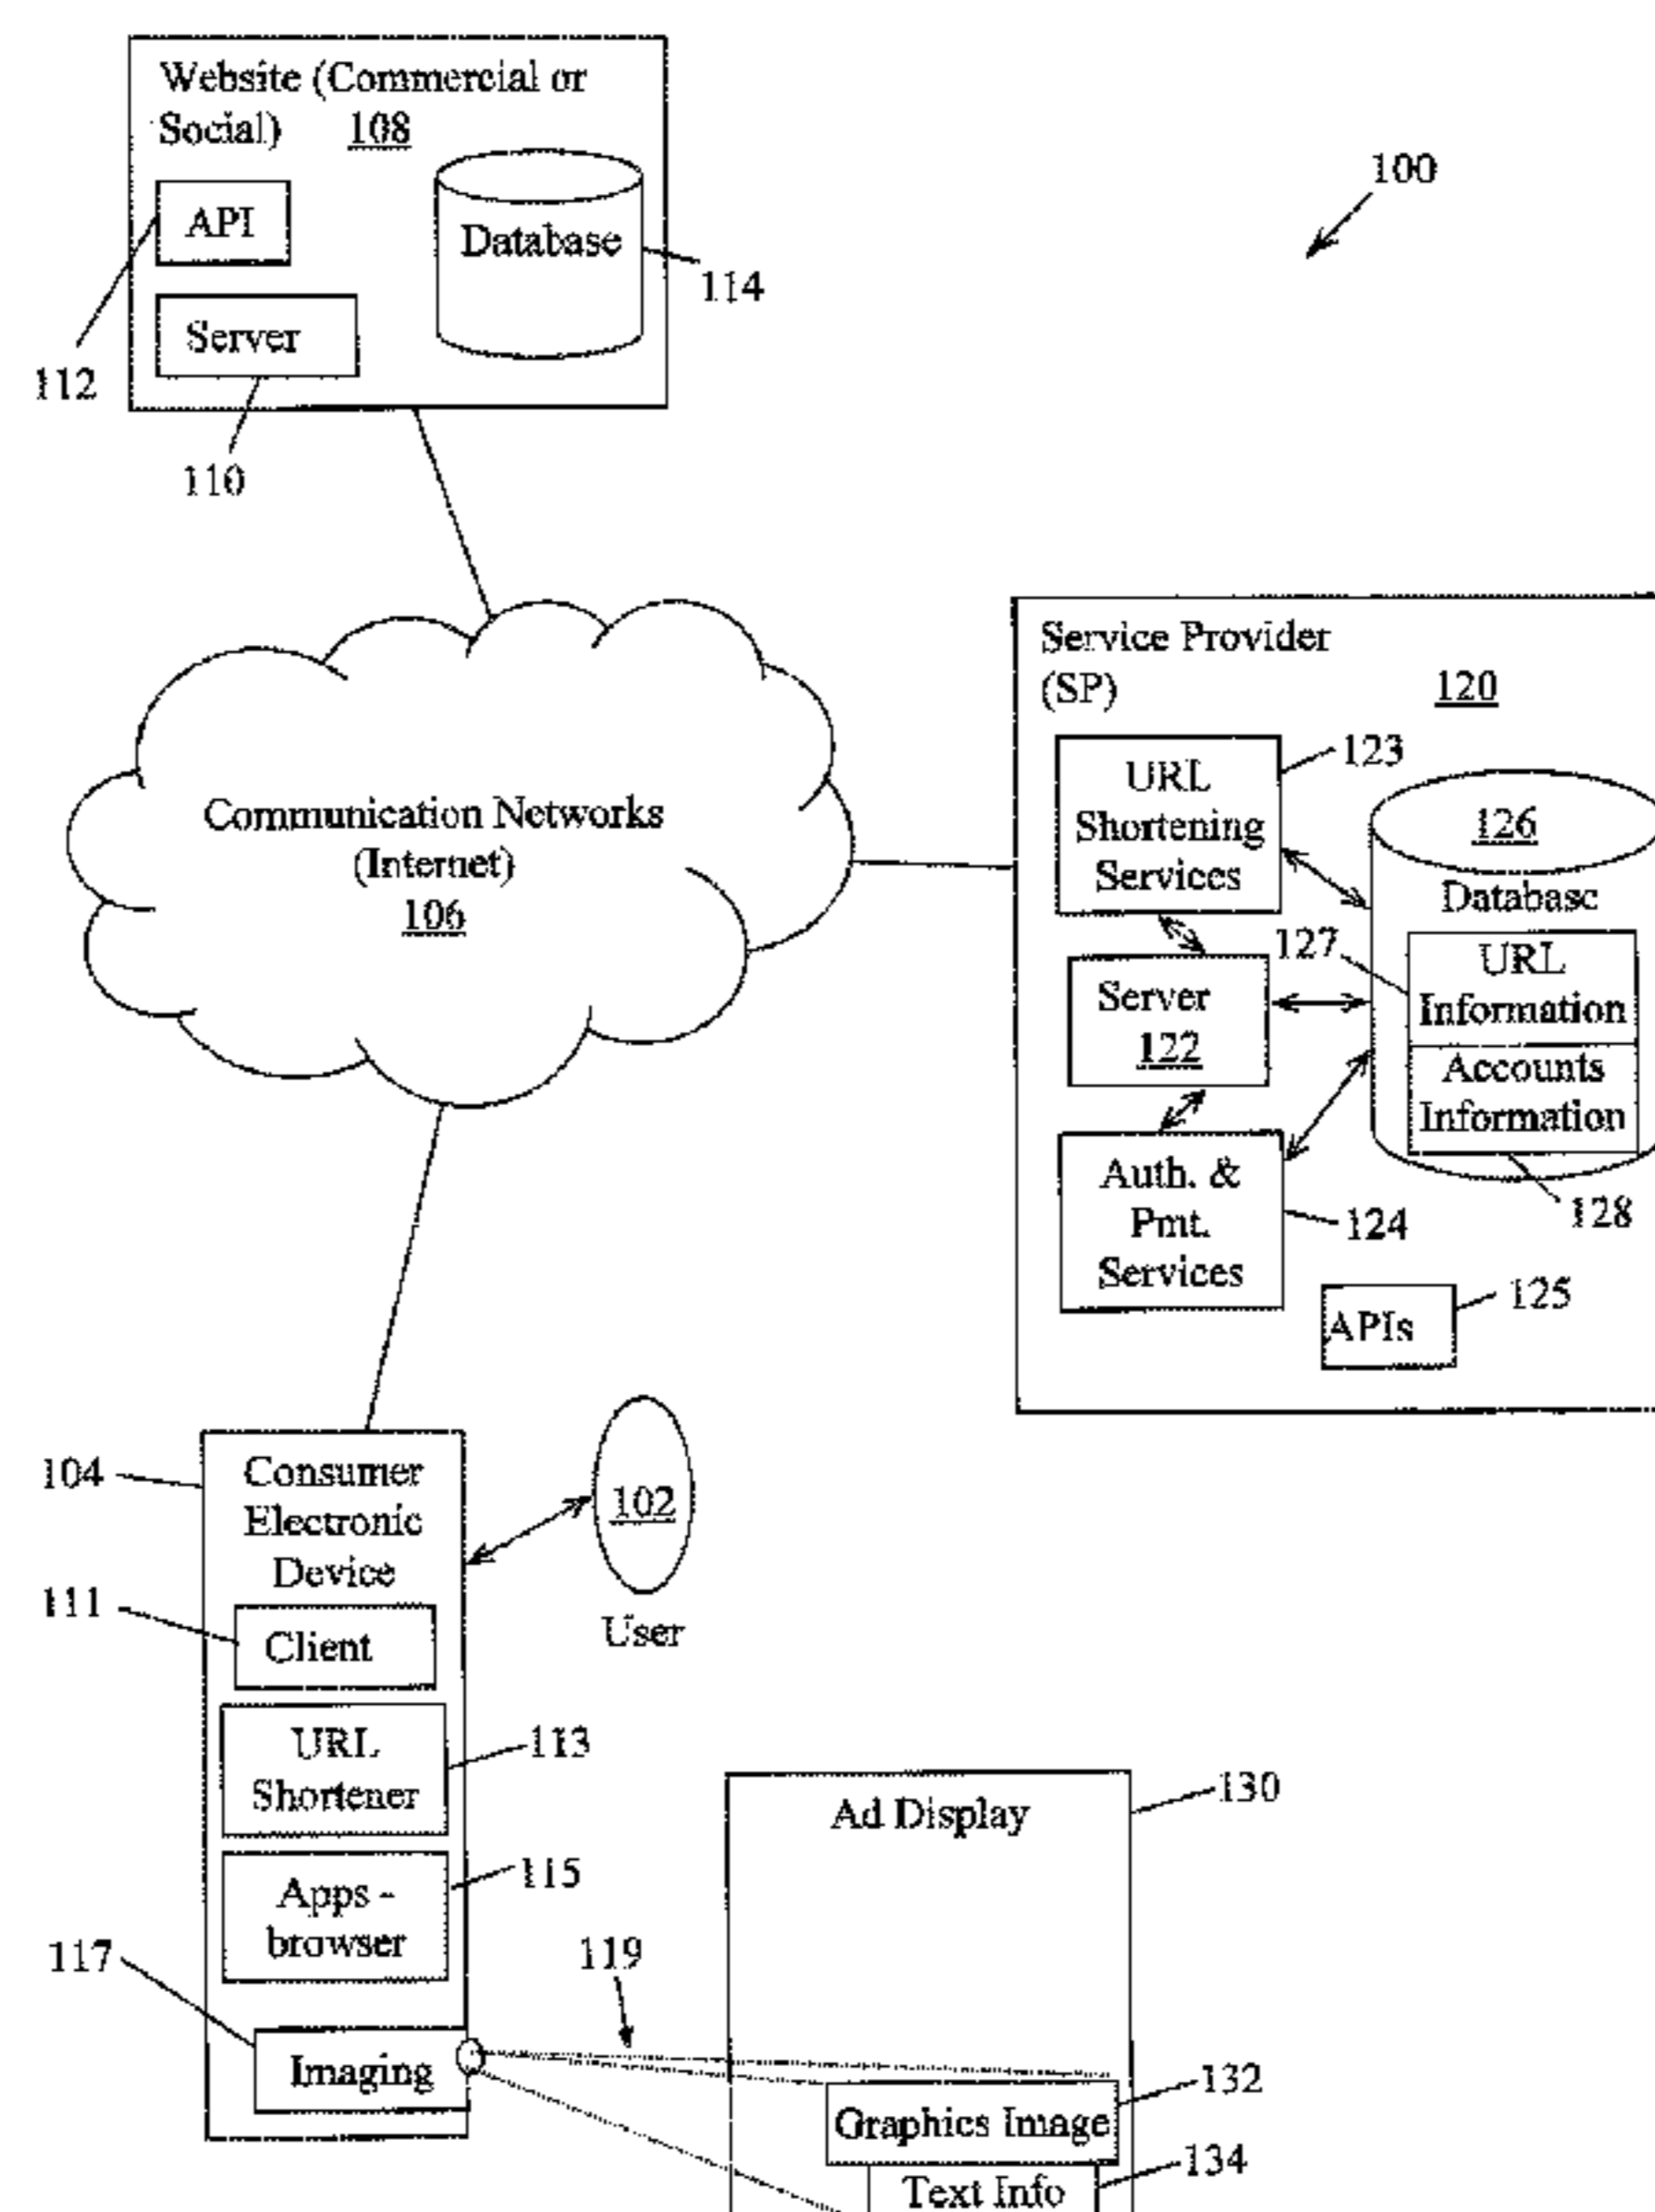 Website (Commercial or
Social) 108
100
API
Database
114
Server
112
110
Service Provider
(SP) 120
123
URL
Shortening
Services
126
Database
Communication Networks
(Internet)
106
127
URL
Information
Server
122
Accounts
Information
Auth. &
Pmt.
Services
124
128
125
APIs
104
Consumer
Electronic
Device
102
User
111
Client
URL
Shortener
113
130
Ad Display
Apps -
browser
115
117
119
Imaging
132
Graphics Image
134
Text Info